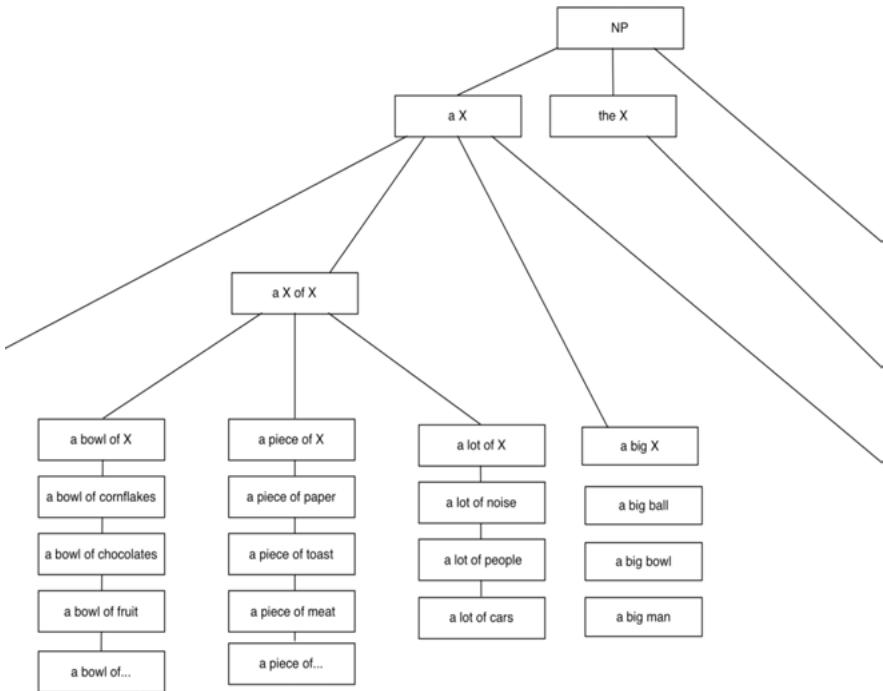 NP
a X
the X
a X of X
a bowl of X
a piece of X
a lot of X
a big X
a bowl of cornflakes
a piece of paper
a lot of noise
a big ball
a bowl of chocolates
a piece of toast
a lot of people
a big bowl
a bowl of fruit
a piece of meat
a lot of cars
a big man
a bowl of...
a piece of...